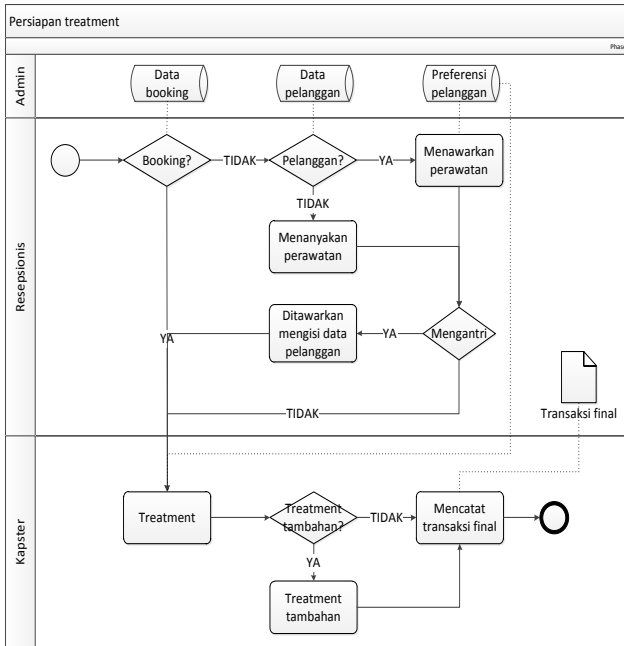 Persiapan treatment
Phase
Admin
Data
booking
Data
pelanggan
Preferensi
pelanggan
Resepsionis
Booking?
TIDAK
Pelanggan?
YA
Menawarkan
perawatan
TIDAK
Menanyakan
perawatan
YA
Ditawarkan
mengisi data
pelanggan
YA
Mengantri
TIDAK
Transaksi final
Kapster
Treatment
Treatment
tambahan?
TIDAK
Mencatat
transaksi final
YA
Treatment
tambahan